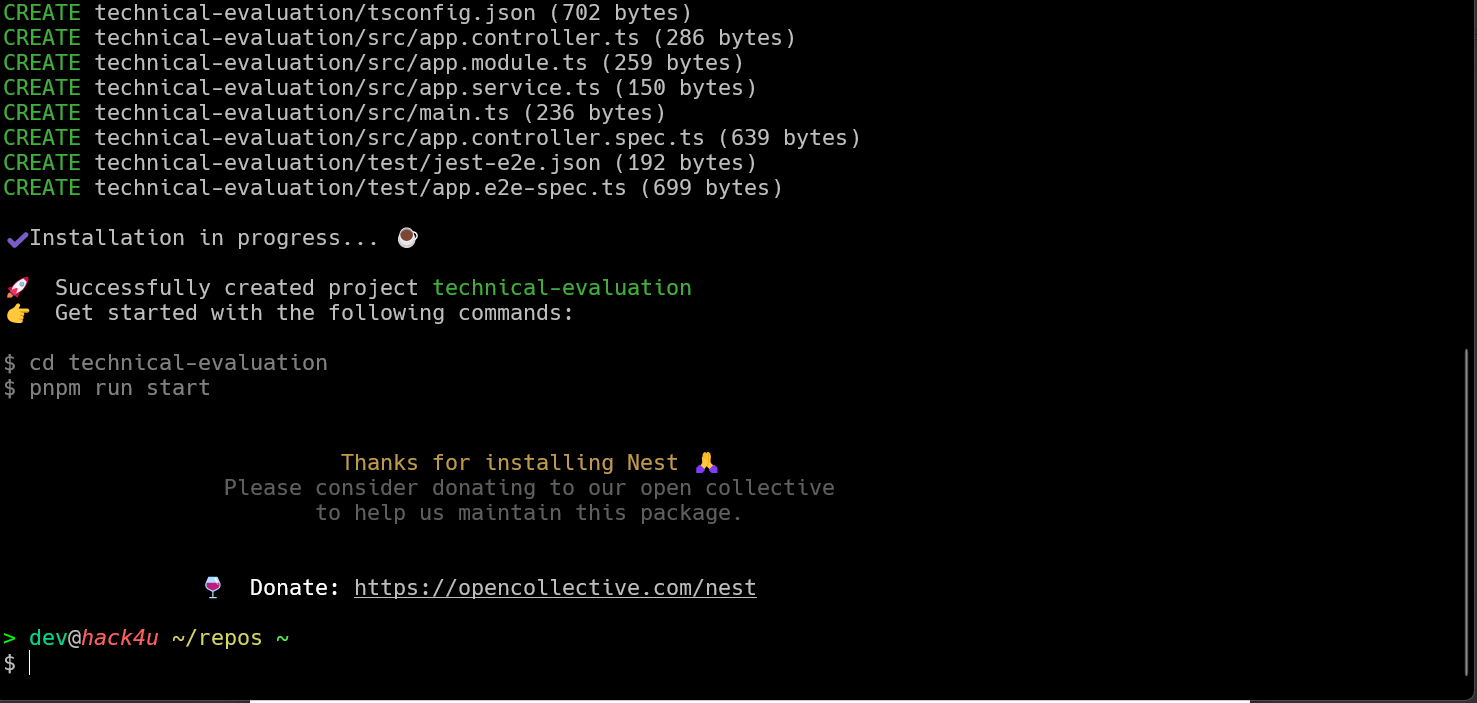 CREATE technical-evaluation/tsconfig.json (702 bytes)
CREATE technical-evaluation/src/app.controller.ts (286 bytes)
CREATE technical-evaluation/src/app.module.ts (259 bytes)
CREATE technical-evaluation/src/app.service.ts (150 bytes)
CREATE technical-evaluation/src/main.ts (236 bytes)
CREATE technical-evaluation/src/app.controller.spec.ts (639 bytes)
CREATE technical-evaluation/test/jest-e2e.json (192 bytes)
CREATE technical-evaluation/test/app.e2e-spec.ts (699 bytes)
✔Installation in progress... ☕
🚀 Successfully created project technical-evaluation
👉 Get started with the following commands:
$ cd technical-evaluation
$ pnpm run start
Thanks for installing Nest 🙏
Please consider donating to our open collective
to help us maintain this package.
🍷 Donate: https://opencollective.com/nest
> dev@hack4u ~/repos ~
$